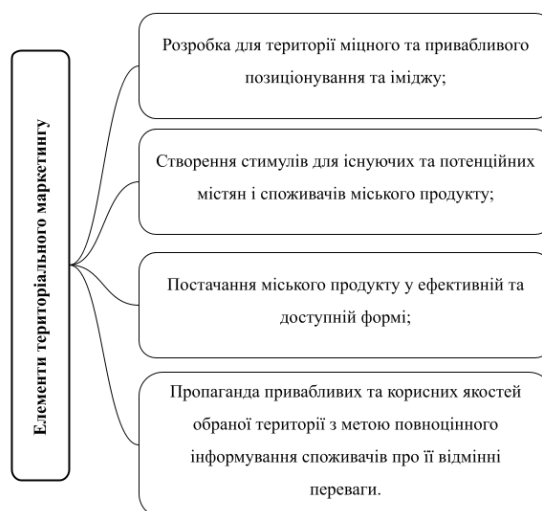 Елементи територіального маркетингу
Розробка для території міцного та привабливого
позиціонування та іміджу;
Створення стимулів для існуючих та потенційних
містян і споживачів міського продукту;
Постачання міського продукту у ефективній та
доступній формі;
Пропаганда привабливих та корисних якостей
обраної території з метою повноцінного
інформування споживачів про її відмінні
переваги.